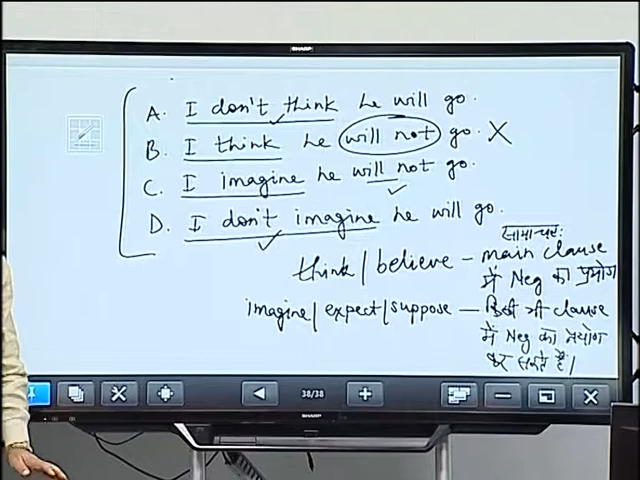 SHARP
A. I don't think he will go.
B. I think he will not go. X
C. I imagine he will not go.
D. I don't imagine he will go.
सामान्यतः
think / believe – main clause
में Neg का प्रयोग
imagine / expect / suppose – किसी भी clause
में Neg का प्रयोग
कर सकते हैं।
38/38
SHARP